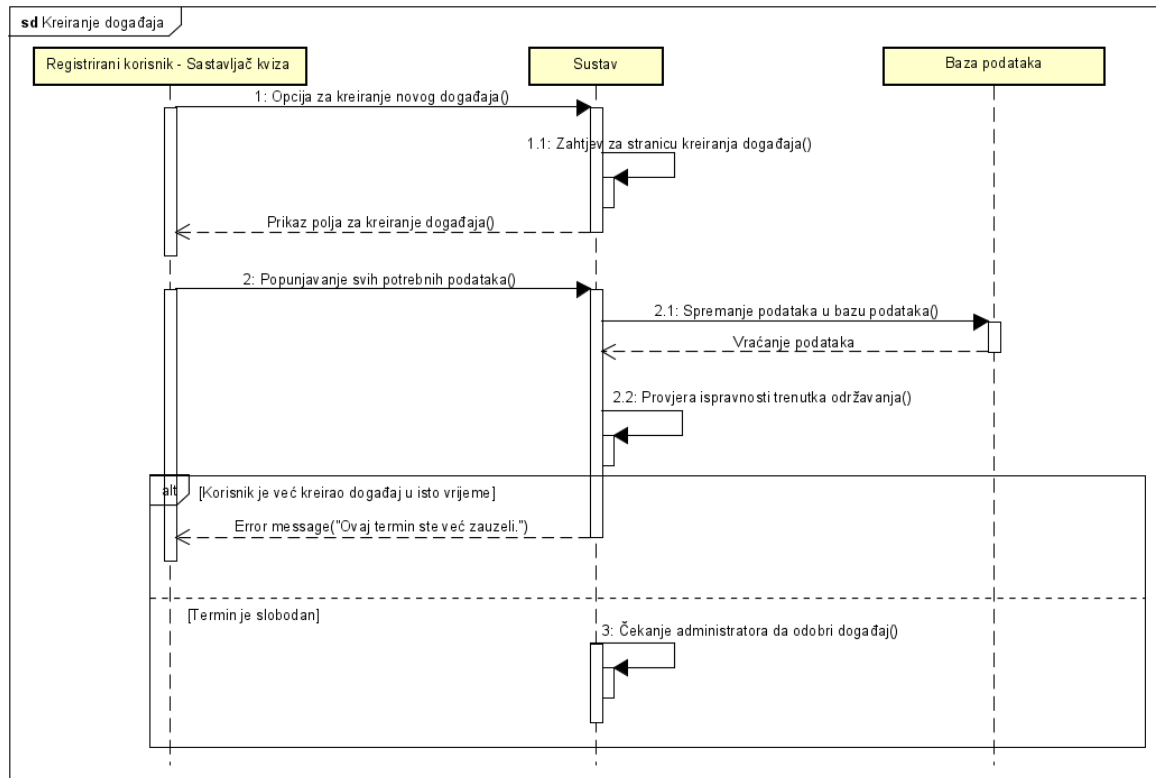 sd Kreiranje događaja
Registrirani korisnik - Sastavljač kviza
Sustav
Baza podataka
1: Opcija za kreiranje novog događaja()
1.1: Zahtjev za stranicu kreiranja događaja()
Prikaz polja za kreiranje događaja()
2: Popunjavanje svih potrebnih podataka()
2.1: Spremanje podataka u bazu podataka()
Vraćanje podataka
2.2: Provjera ispravnosti trenutka održavanja()
alt
[Korisnik je već kreirao događaj u isto vrijeme]
Error message("Ovaj termin ste već zauzeli.")
[Termin je slobodan]
3: Čekanje administratora da odobri događaj()